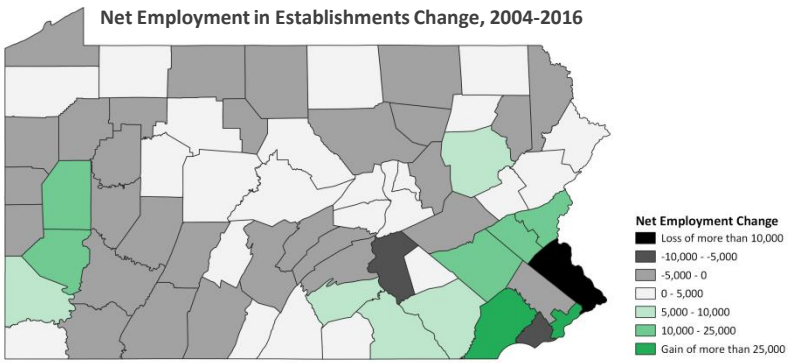 Net Employment in Establishments Change, 2004-2016
Net Employment Change
Loss of more than 10,000
-10,000 - -5,000
-5,000 - 0
0 - 5,000
5,000 - 10,000
10,000 - 25,000
Gain of more than 25,000